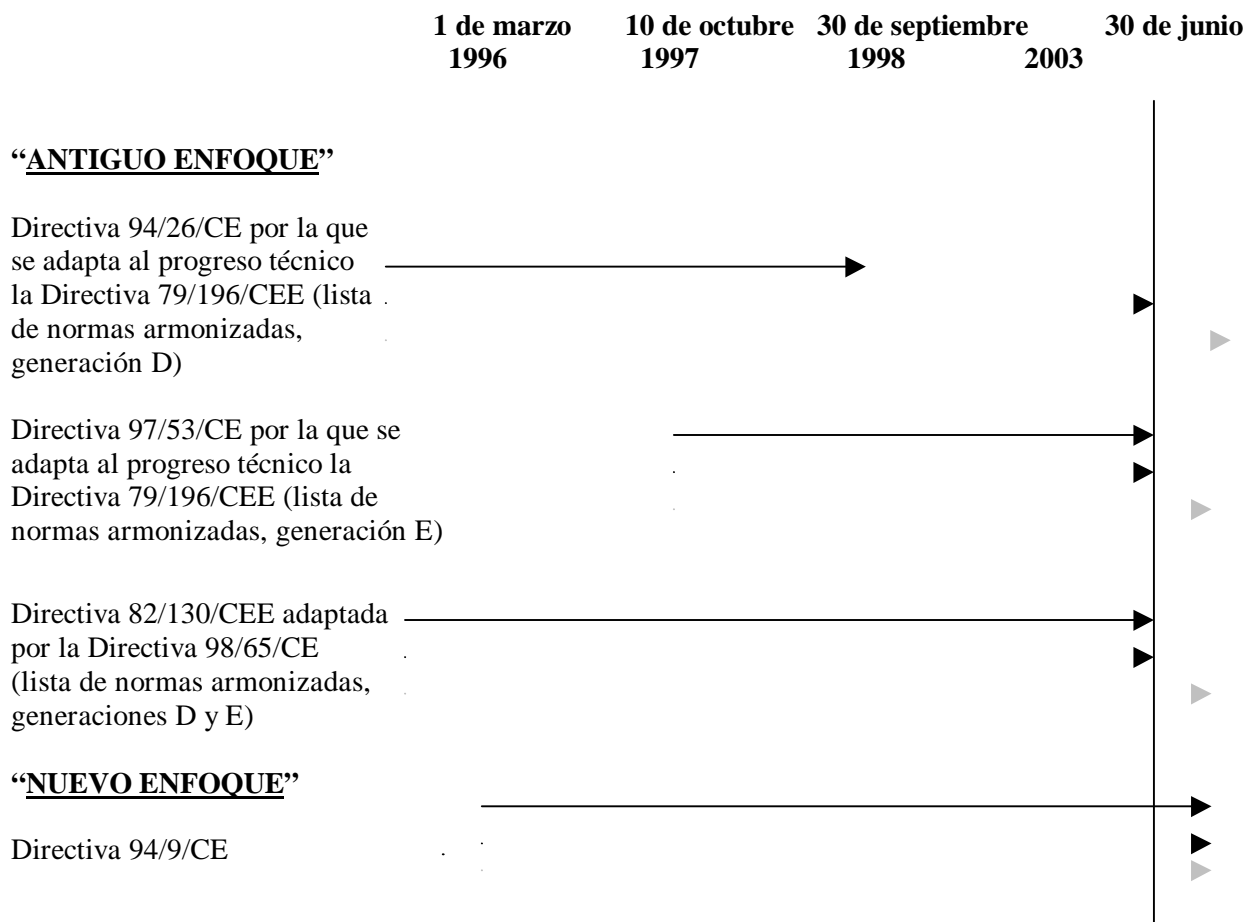 1 de marzo 10 de octubre 30 de septiembre 30 de junio
1996 1997 1998 2003
“ANTIGUO ENFOQUE”
Directiva 94/26/CE por la que
se adapta al progreso técnico
la Directiva 79/196/CEE (lista
de normas armonizadas,
generación D)
Directiva 97/53/CE por la que se
adapta al progreso técnico la
Directiva 79/196/CEE (lista de
normas armonizadas, generación E)
Directiva 82/130/CEE adaptada
por la Directiva 98/65/CE
(lista de normas armonizadas,
generaciones D y E)
“NUEVO ENFOQUE”
Directiva 94/9/CE